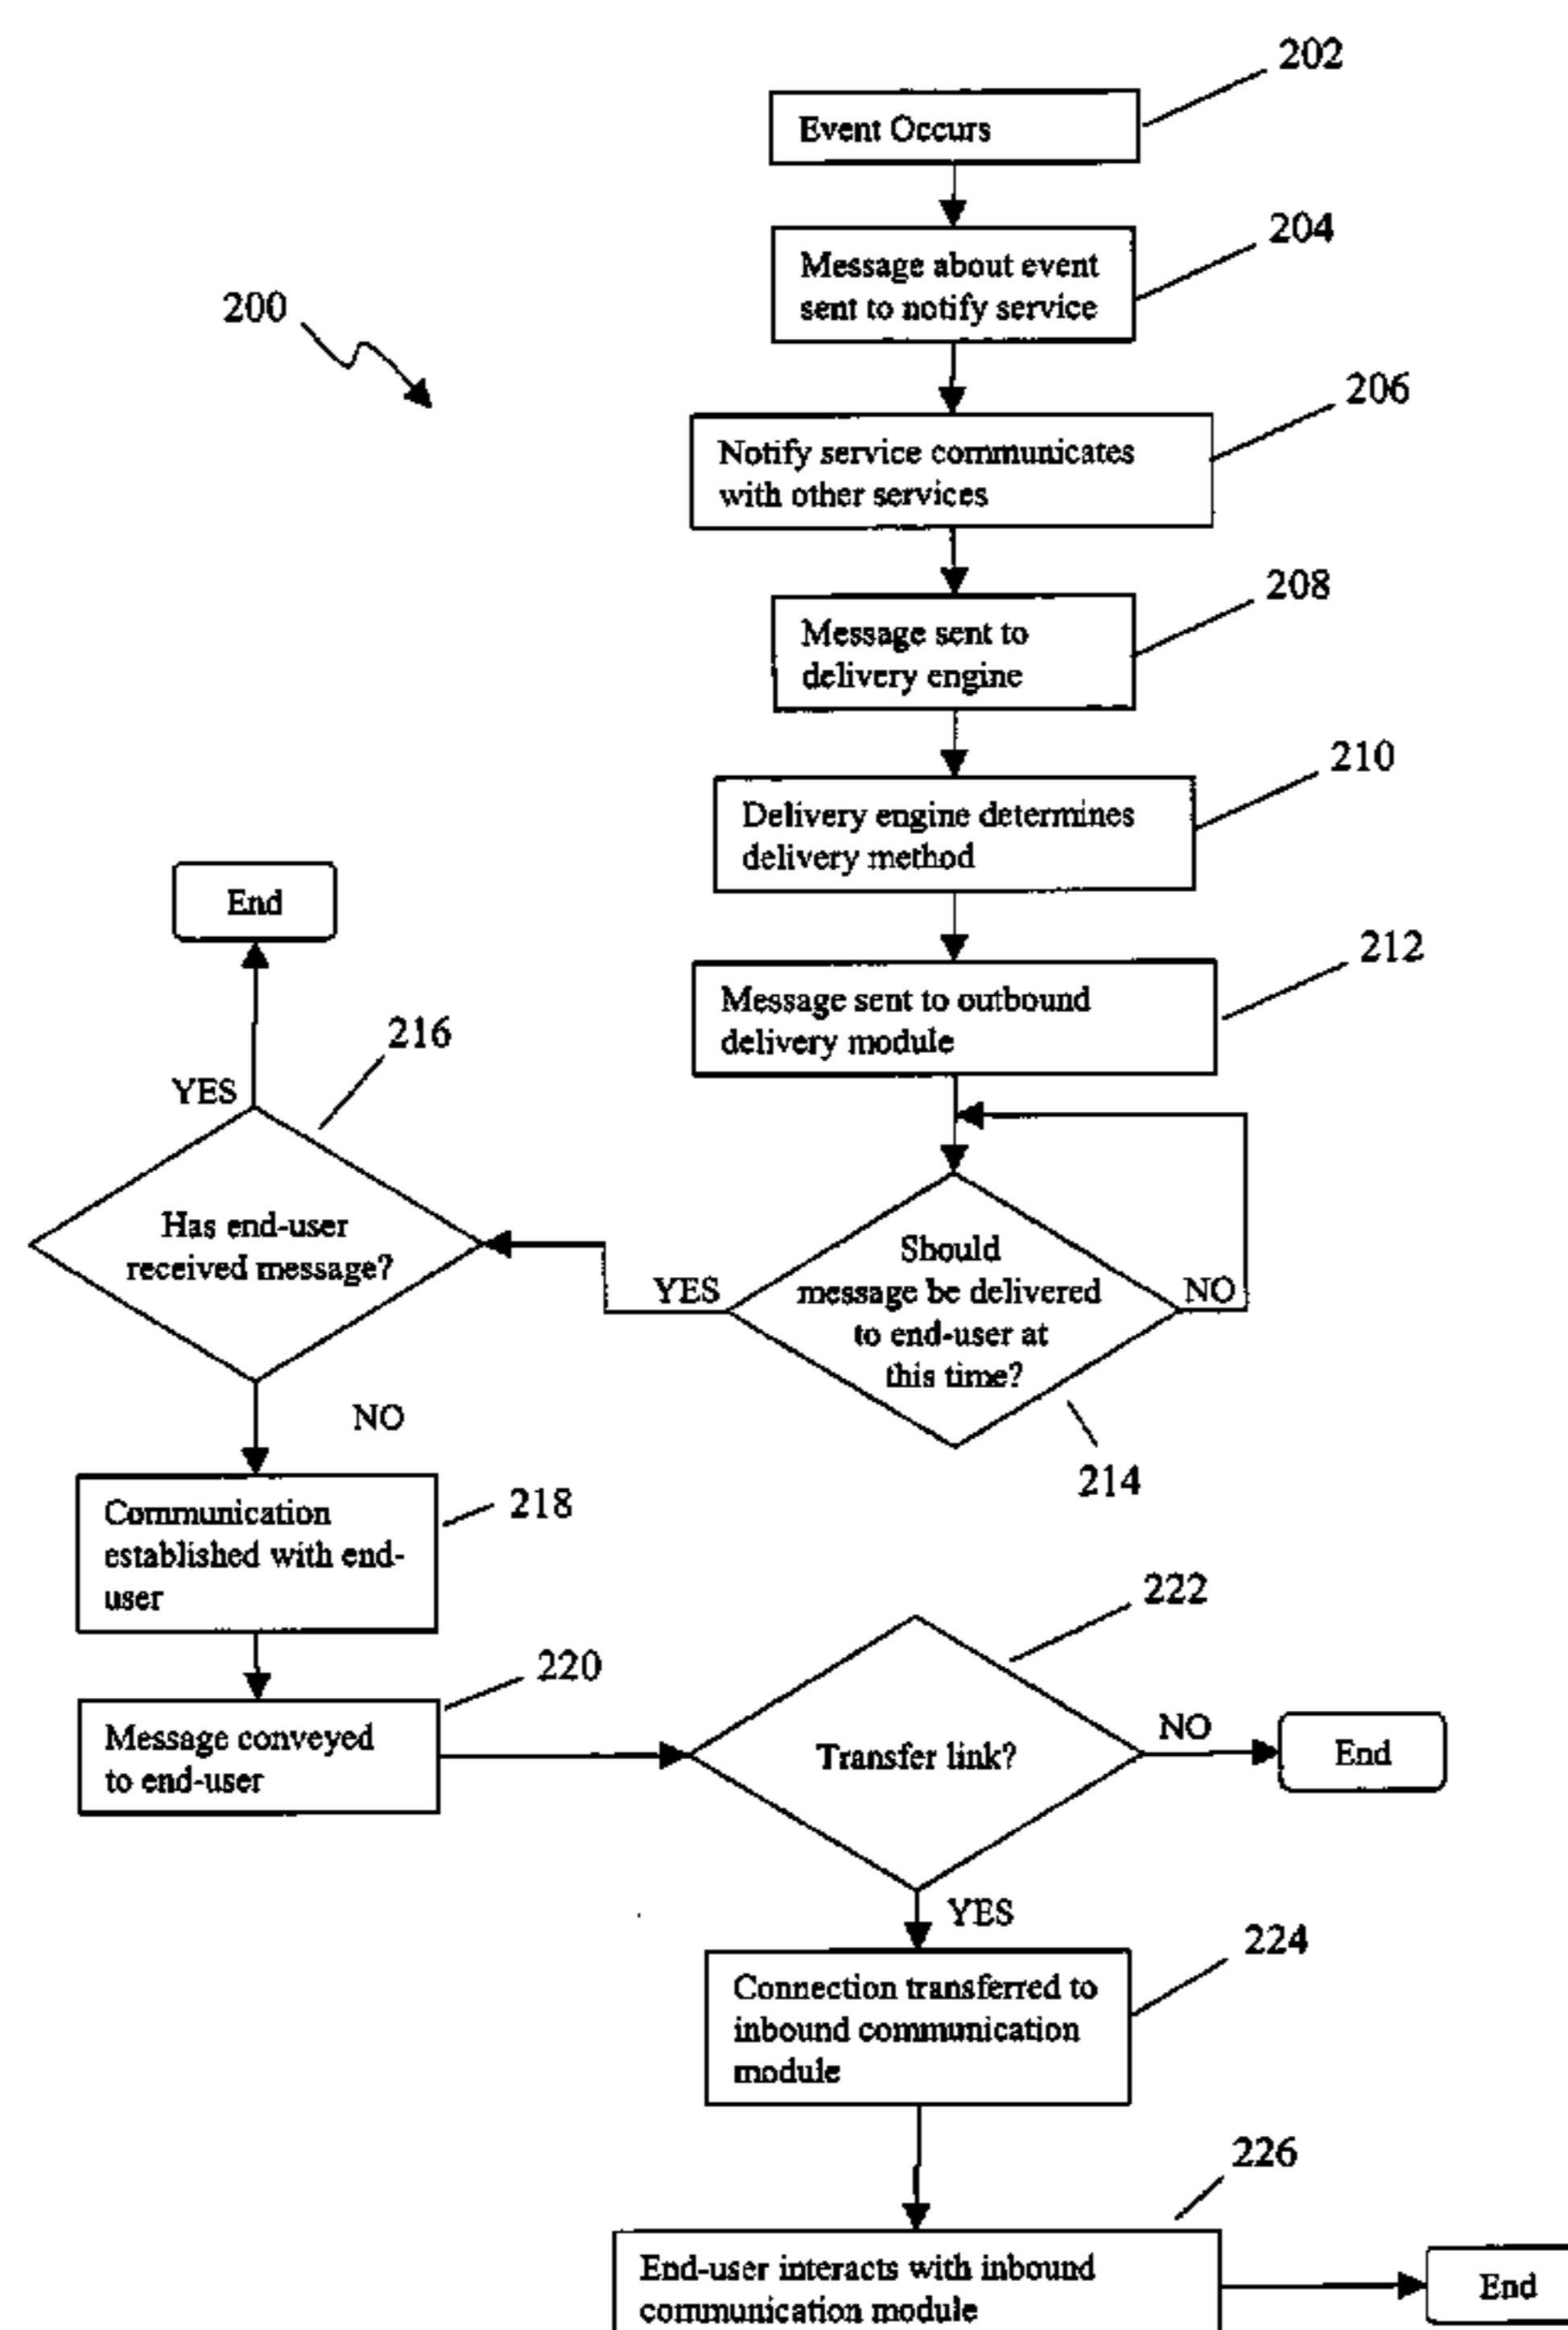 202
Event Occurs
204
Message about event
sent to notify service
200
206
Notify service communicates
with other services
208
Message sent to
delivery engine
210
Delivery engine determines
delivery method
End
212
Message sent to outbound
delivery module
216
YES
Has end-user
received message?
Should
message be delivered
to end-user at
this time?
YES
NO
NO
214
Communication
established with end-
user
218
222
220
Message conveyed
to end-user
Transfer link?
NO
End
YES
224
Connection transferred to
inbound communication
module
226
End-user interacts with inbound
communication module
End